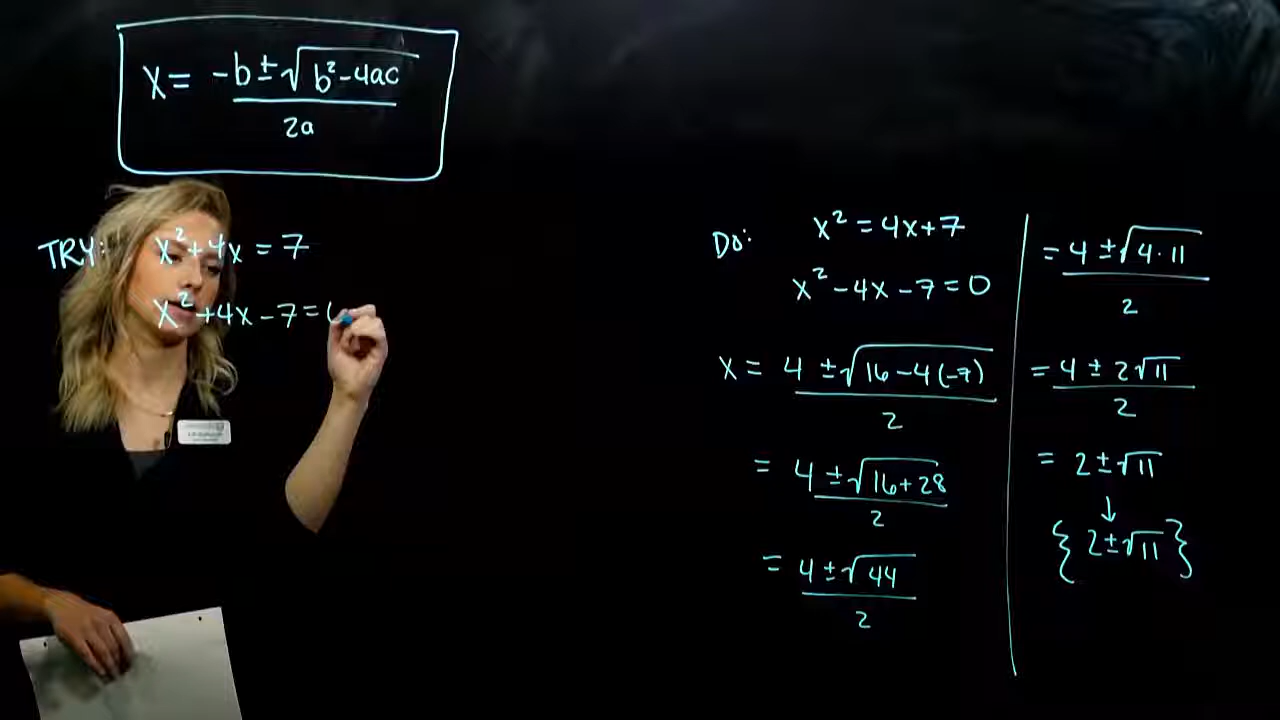 x = (-b ± √(b² - 4ac)) / 2a
TRY: x² + 4x = 7
x² + 4x - 7 = 0
Do: x² = 4x + 7
x² - 4x - 7 = 0
x = (4 ± √(16 - 4(-7))) / 2
= (4 ± √(16 + 28)) / 2
= (4 ± √44) / 2
= (4 ± √(4 · 11)) / 2
= (4 ± 2√11) / 2
= 2 ± √11
↓
{2 ± √11}